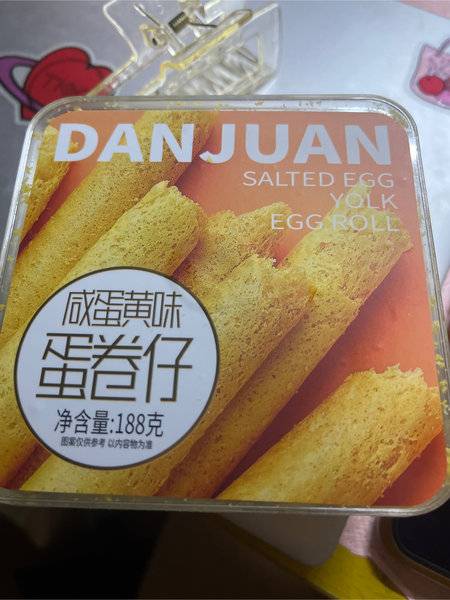 DANJUAN
SALTED EGG
YOLK
EGG ROLL
咸蛋黄味
蛋卷仔
净含量:188克
图案仅供参考 以内容物为准